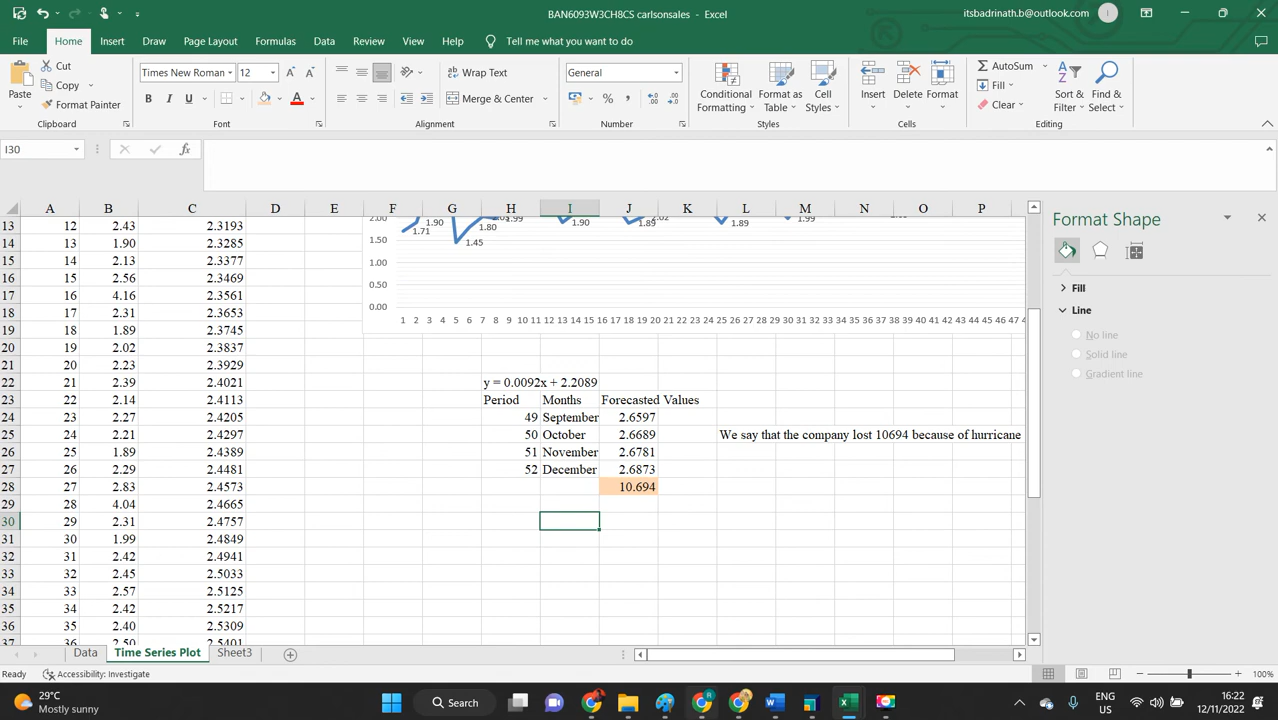 BAN6093W3CH8CS carlsonsales - Excel
itsbadrinath.b@outlook.com
I
File Home Insert Draw Page Layout Formulas Data Review View Help Tell me what you want to do
Paste
Cut
Copy
Format Painter
Clipboard
Times New Roman 12
B I U
Font
Wrap Text
Merge & Center
Alignment
General
Number
Conditional Formatting
Format as Table
Cell Styles
Styles
Insert Delete Format
Cells
AutoSum
Fill
Clear
Sort & Filter
Find & Select
Editing
I30 fx
A B C D E F G H I J K L M N O P
13 12 2.43 2.3193
14 13 1.90 2.3285
15 14 2.13 2.3377
16 15 2.56 2.3469
17 16 4.16 2.3561
18 17 2.31 2.3653
19 18 1.89 2.3745
20 19 2.02 2.3837
21 20 2.23 2.3929
22 21 2.39 2.4021
23 22 2.14 2.4113
24 23 2.27 2.4205
25 24 2.21 2.4297
26 25 1.89 2.4389
27 26 2.29 2.4481
28 27 2.83 2.4573
29 28 4.04 2.4665
30 29 2.31 2.4757
31 30 1.99 2.4849
32 31 2.42 2.4941
33 32 2.45 2.5033
34 33 2.57 2.5125
35 34 2.42 2.5217
36 35 2.40 2.5309
37 36 2.50 2.5401
2.00
1.50
1.00
0.50
0.00
1.71 1.90 1.45 1.80 1.99 1.90 1.89 2.02 1.89 1.99
1 2 3 4 5 6 7 8 9 10 11 12 13 14 15 16 17 18 19 20 21 22 23 24 25 26 27 28 29 30 31 32 33 34 35 36 37 38 39 40 41 42 43 44 45 46 47
y = 0.0092x + 2.2089
Period Months Forecasted Values
49 September 2.6597
50 October 2.6689
51 November 2.6781
52 December 2.6873
10.694
We say that the company lost 10694 because of hurricane
Format Shape
Fill
Line
No line
Solid line
Gradient line
Data Time Series Plot Sheet3
Ready Accessibility: Investigate
100%
29°C
Mostly sunny
Search
ENG
US
16:22
12/11/2022